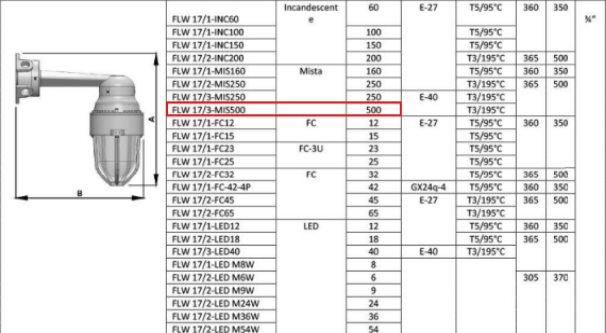 Incandescent e 60 E-27 T5/95°C 360 350 ¾"
FLW 17/1-INC60
FLW 17/1-INC100 100 T5/95°C
FLW 17/1-INC150 150 T5/95°C
FLW 17/2-INC200 200 T3/195°C 365 500
FLW 17/1-MIS160 Mista 160 T5/95°C 360 350
FLW 17/2-MIS250 250 T3/195°C 365 500
FLW 17/3-MIS250 250 E-40 T3/195°C
FLW 17/3-MIS500 500 T3/195°C
FLW 17/1-FC12 FC 12 E-27 T5/95°C 360 350
FLW 17/1-FC15 15 T5/95°C
FLW 17/1-FC23 FC-3U 23 T5/95°C
FLW 17/1-FC25 25 T5/95°C
FLW 17/2-FC32 FC 32 T5/95°C 365 500
FLW 17/1-FC-42-4P 42 GX24q-4 T5/95°C 360 350
FLW 17/2-FC45 45 E-27 T3/195°C 365 500
FLW 17/2-FC65 65 T3/195°C
FLW 17/1-LED12 LED 12 T5/95°C 360 350
FLW 17/2-LED18 18 T5/95°C 365 500
FLW 17/3-LED40 40 E-40 T3/195°C
FLW 17/1-LED M8W 8
FLW 17/2-LED M6W 6 305 370
FLW 17/2-LED M9W 9
FLW 17/2-LED M24W 24
FLW 17/2-LED M36W 36
FLW 17/2-LED M54W 54
A
B